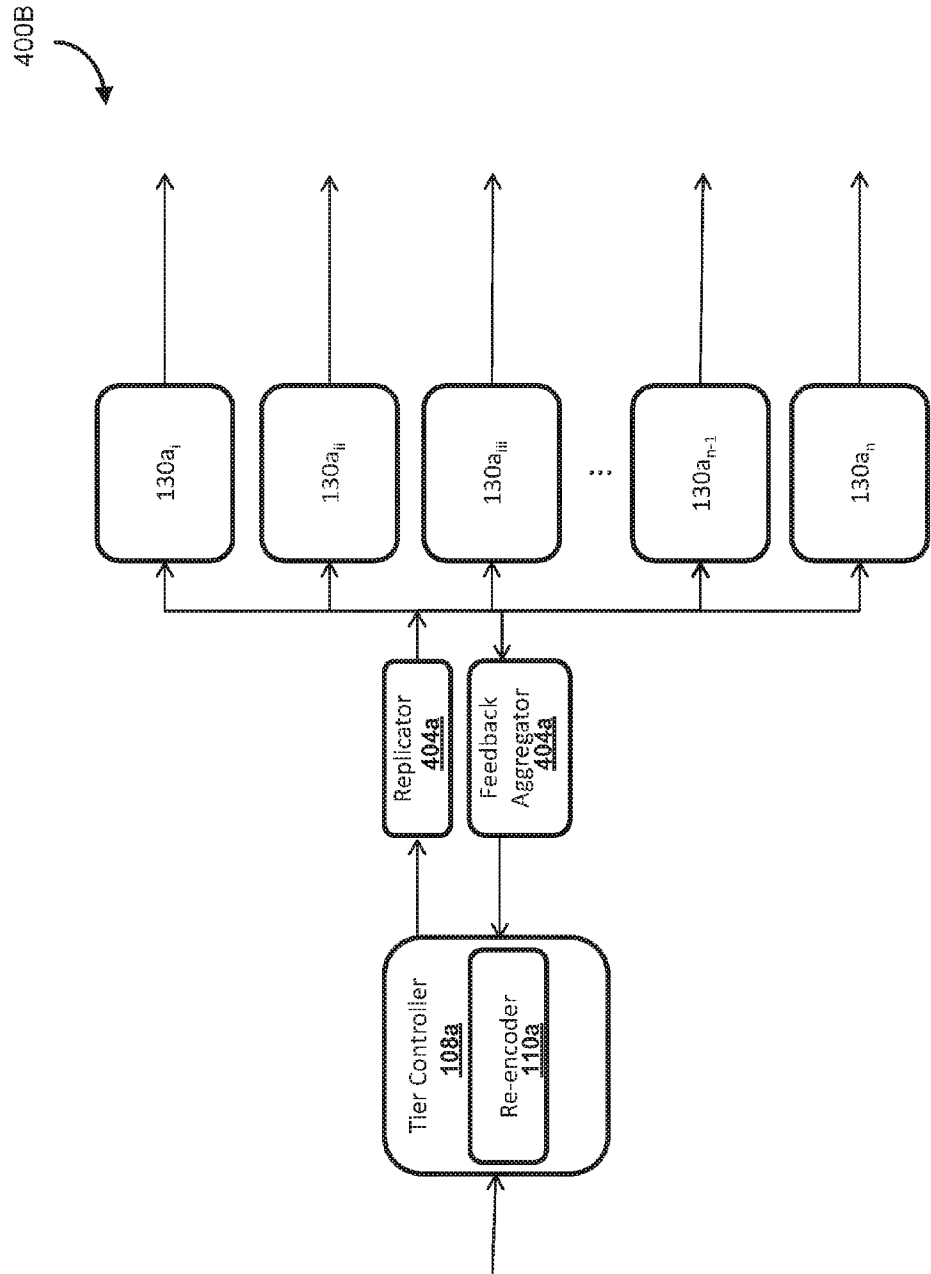 400B
Tier Controller
108a
Re-encoder
110a
Replicator
404a
Feedback
Aggregator
404a
130aᵢ
130aᵢᵢ
130aᵢᵢᵢ
...
130aₙ₋₁
130aₙ